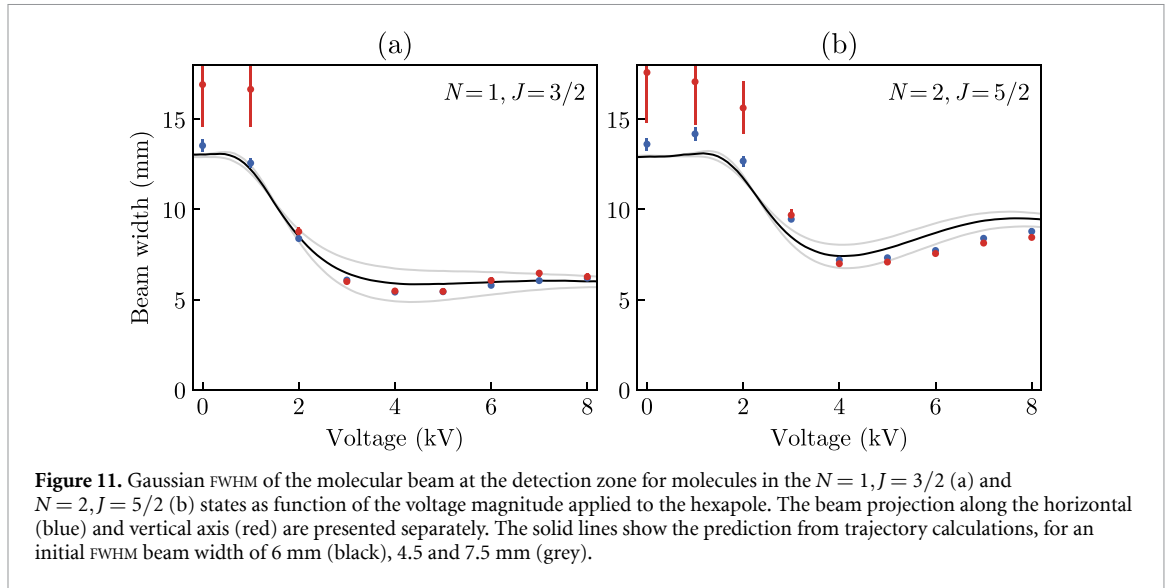 (a)
(b)
N = 1, J = 3/2
N = 2, J = 5/2
15
10
5
0
Beam width (mm)
0 2 4 6 8
Voltage (kV)
15
10
5
0
0 2 4 6 8
Voltage (kV)
Figure 11. Gaussian FWHM of the molecular beam at the detection zone for molecules in the N = 1,J = 3/2 (a) and
N = 2,J = 5/2 (b) states as function of the voltage magnitude applied to the hexapole. The beam projection along the horizontal
(blue) and vertical axis (red) are presented separately. The solid lines show the prediction from trajectory calculations, for an
initial FWHM beam width of 6 mm (black), 4.5 and 7.5 mm (grey).